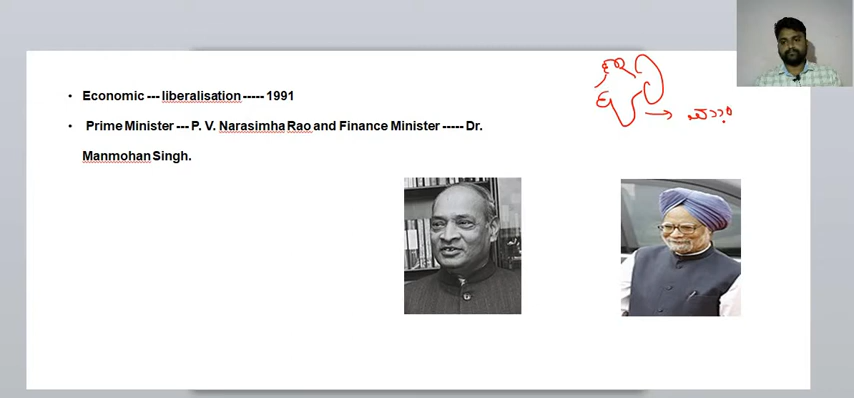 Economic --- liberalisation ----- 1991
Prime Minister --- P. V. Narasimha Rao and Finance Minister ----- Dr.
Manmohan Singh.